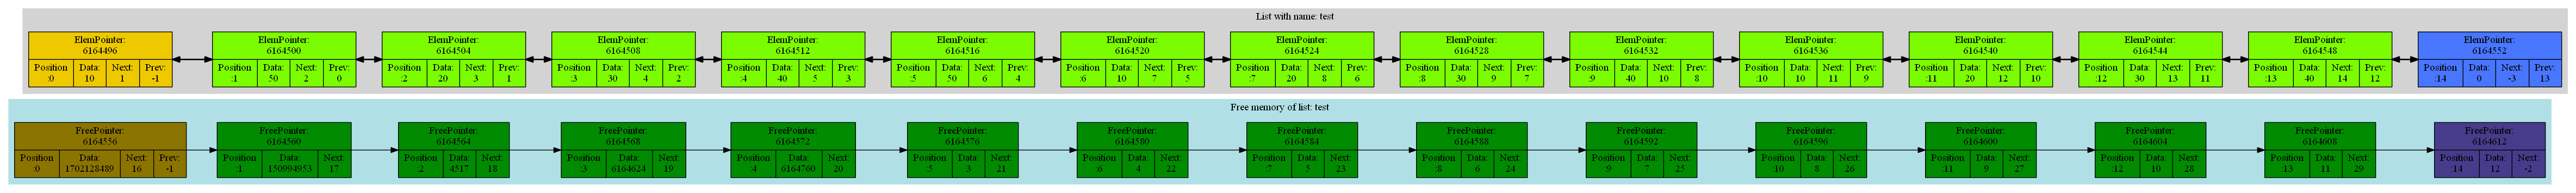 List with name: test
ElemPointer:
6164496
Position
:0
Data:
10
Next:
1
Prev:
-1
ElemPointer:
6164500
Position
:1
Data:
50
Next:
2
Prev:
0
ElemPointer:
6164504
Position
:2
Data:
20
Next:
3
Prev:
1
ElemPointer:
6164508
Position
:3
Data:
30
Next:
4
Prev:
2
ElemPointer:
6164512
Position
:4
Data:
40
Next:
5
Prev:
3
ElemPointer:
6164516
Position
:5
Data:
50
Next:
6
Prev:
4
ElemPointer:
6164520
Position
:6
Data:
10
Next:
7
Prev:
5
ElemPointer:
6164524
Position
:7
Data:
20
Next:
8
Prev:
6
ElemPointer:
6164528
Position
:8
Data:
30
Next:
9
Prev:
7
ElemPointer:
6164532
Position
:9
Data:
40
Next:
10
Prev:
8
ElemPointer:
6164536
Position
:10
Data:
10
Next:
11
Prev:
9
ElemPointer:
6164540
Position
:11
Data:
20
Next:
12
Prev:
10
ElemPointer:
6164544
Position
:12
Data:
30
Next:
13
Prev:
11
ElemPointer:
6164548
Position
:13
Data:
40
Next:
14
Prev:
12
ElemPointer:
6164552
Position
:14
Data:
0
Next:
-3
Prev:
13
Free memory of list: test
FreePointer:
6164556
Position
:0
Data:
1702128489
Next:
16
Prev:
-1
FreePointer:
6164560
Position
:1
Data:
150994953
Next:
17
FreePointer:
6164564
Position
:2
Data:
4517
Next:
18
FreePointer:
6164568
Position
:3
Data:
6164624
Next:
19
FreePointer:
6164572
Position
:4
Data:
6164760
Next:
20
FreePointer:
6164576
Position
:5
Data:
3
Next:
21
FreePointer:
6164580
Position
:6
Data:
4
Next:
22
FreePointer:
6164584
Position
:7
Data:
5
Next:
23
FreePointer:
6164588
Position
:8
Data:
6
Next:
24
FreePointer:
6164592
Position
:9
Data:
7
Next:
25
FreePointer:
6164596
Position
:10
Data:
8
Next:
26
FreePointer:
6164600
Position
:11
Data:
9
Next:
27
FreePointer:
6164604
Position
:12
Data:
10
Next:
28
FreePointer:
6164608
Position
:13
Data:
11
Next:
29
FreePointer:
6164612
Position
:14
Data:
12
Next:
-2